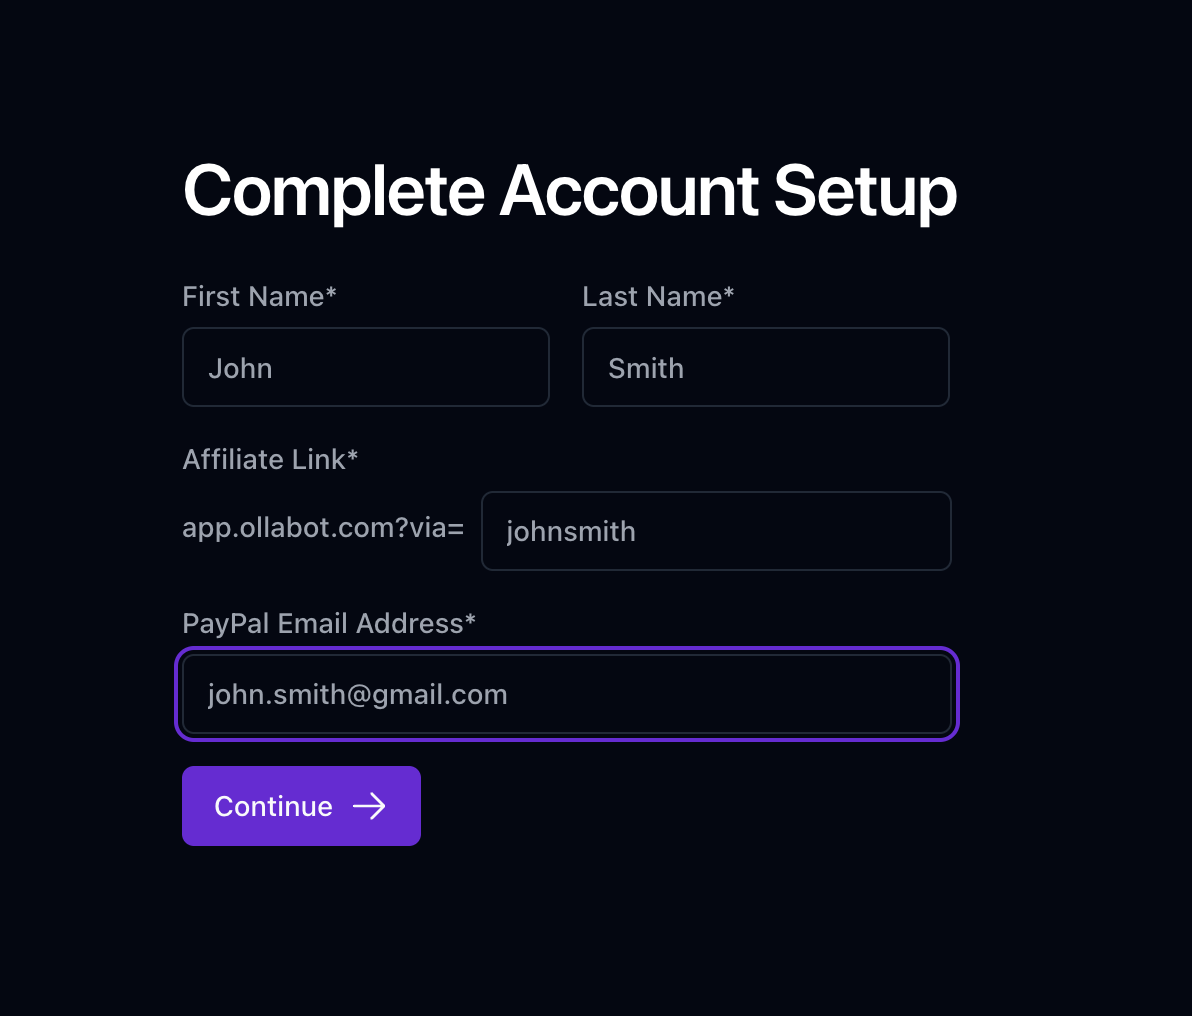 Complete Account Setup
First Name* Last Name*
John Smith
Affiliate Link*
app.ollabot.com?via= johnsmith
PayPal Email Address*
john.smith@gmail.com
Continue →